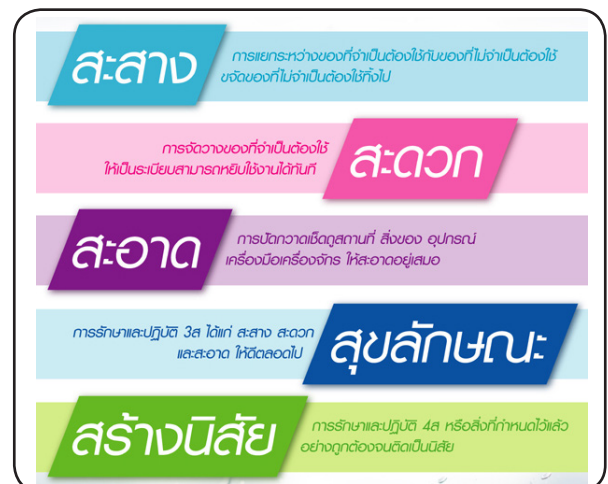 สะสาง
การแยกระหว่างของที่จำเป็นต้องใช้กับของที่ไม่จำเป็นต้องใช้
ขจัดของที่ไม่จำเป็นต้องใช้ทิ้งไป
การจัดวางของที่จำเป็นต้องใช้
ให้เป็นระเบียบสามารถหยิบใช้งานได้ทันที
สะดวก
สะอาด
การปัดกวาดเช็ดถูสถานที่ สิ่งของ อุปกรณ์
เครื่องมือเครื่องจักร ให้สะอาดอยู่เสมอ
การรักษาและปฏิบัติ 3ส ได้แก่ สะสาง สะดวก
และสะอาด ให้ดีตลอดไป
สุขลักษณะ
สร้างนิสัย
การรักษาและปฏิบัติ 4ส หรือสิ่งที่กำหนดไว้แล้ว
อย่างถูกต้องจนติดเป็นนิสัย